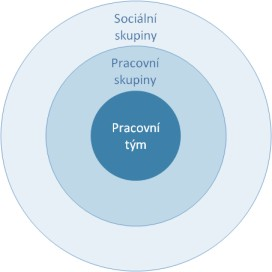 Sociální
skupiny
Pracovní
skupiny
Pracovní
tým